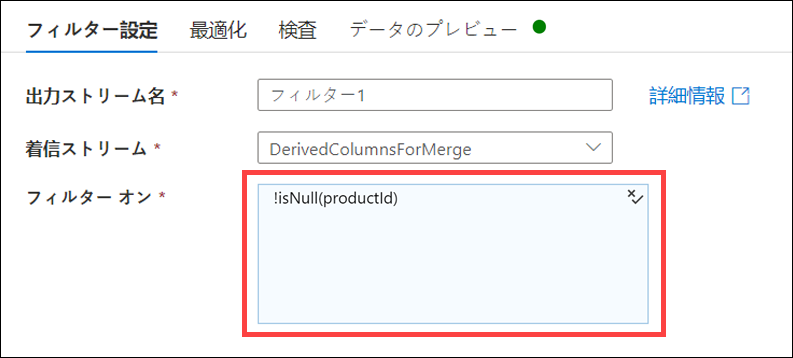 フィルター設定 最適化 検査 データのプレビュー
出力ストリーム名 * フィルター1 詳細情報
着信ストリーム * DerivedColumnsForMerge
フィルター オン * !isNull(productId)